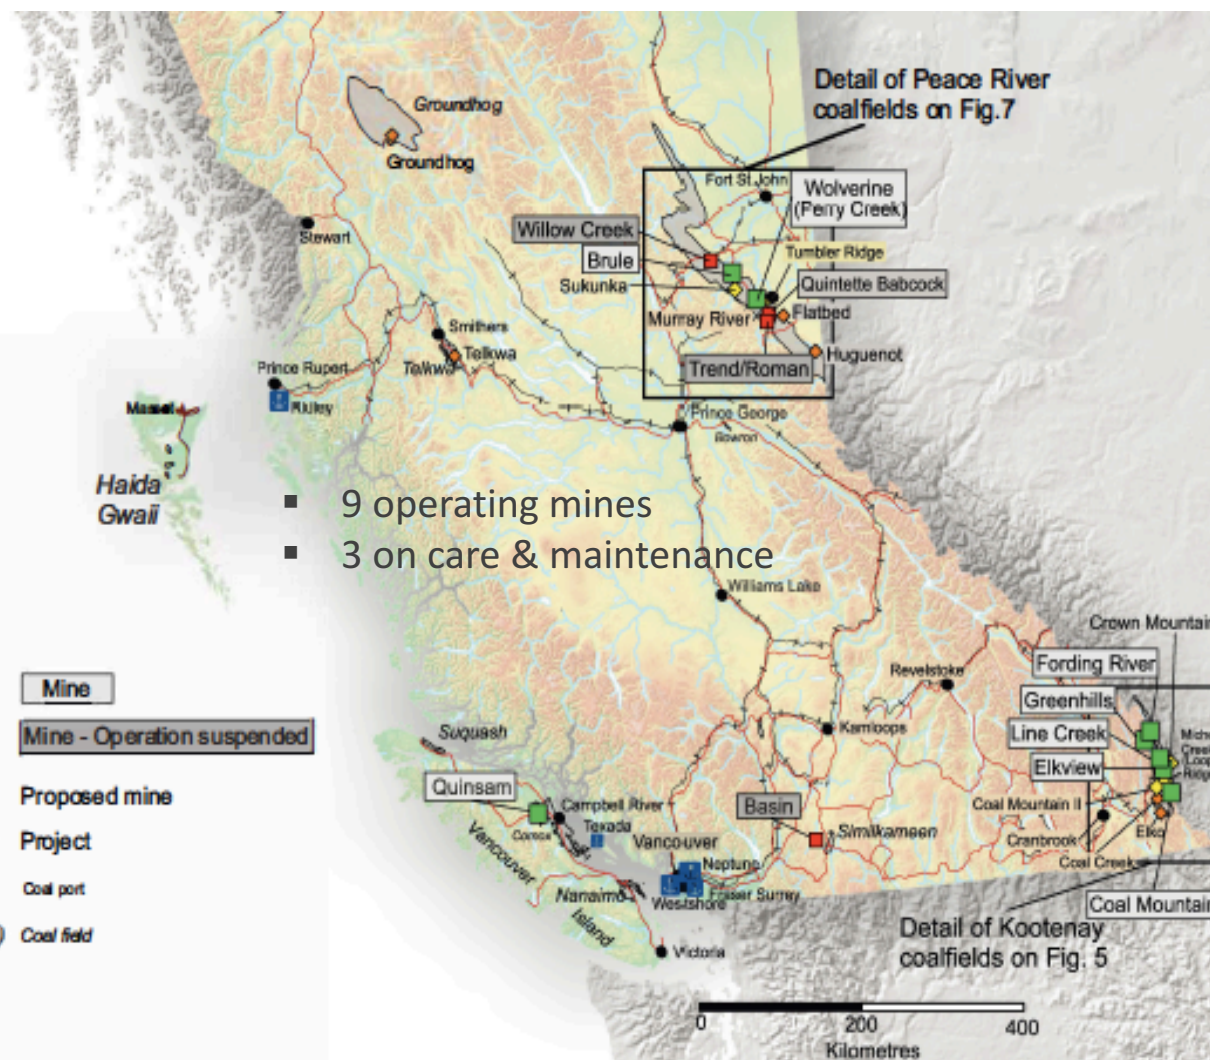 Detail of Peace River
coalfields on Fig.7
Groundhog
Groundhog
Fort St.John
Wolverine
(Perry Creek)
Willow Creek
Stewart
Brule
Tumbler Ridge
Sukunka
Quintette Babcock
Murray River
Flatbed
Smithers
Telkwa
Telkwa
Huguenot
Trend/Roman
Prince Rupert
Ridley
Masset
Prince George
Bowron
Haida
Gwaii
▪ 9 operating mines
▪ 3 on care & maintenance
Williams Lake
Crown Mountain
Fording River
Revelstoke
Mine
Greenhills
Mine - Operation suspended
Suquash
Kamloops
Line Creek
Creek
Loop
Ridge
Elkview
Proposed mine
Quinsam
Campbell River
Basin
Coal Mountain II
Project
Comox
Texada
Vancouver
Similkameen
Cranbrook
Elko
Vancouver
Island
Neptune
Coal Creek
Coal port
Nanaimo
Westshore
Fraser Surrey
Coal Mountain
Coal field
Detail of Kootenay
coalfields on Fig. 5
Victoria
0 200 400
Kilometres